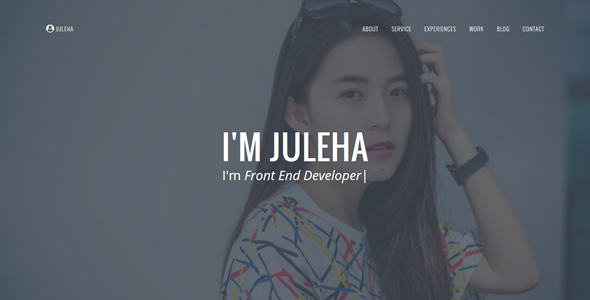 JULEHA
ABOUT SERVICE EXPERIENCES WORK BLOG CONTACT
I'M JULEHA
I'm Front End Developer|